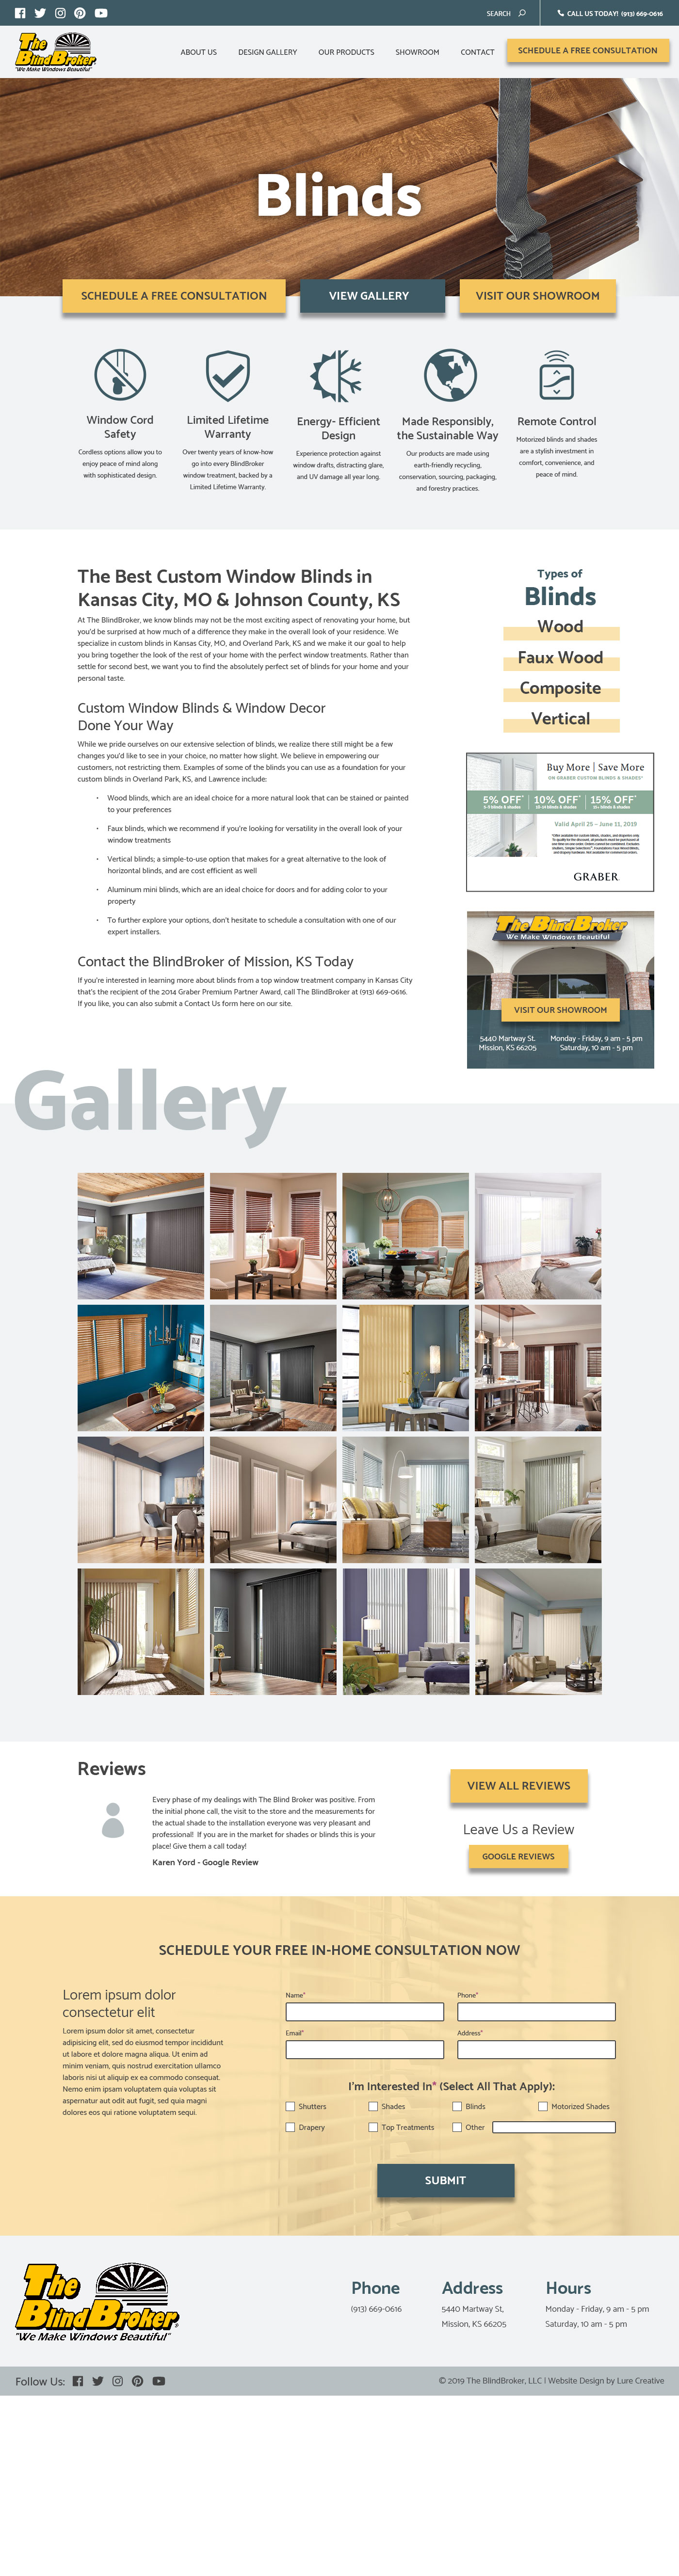 SEARCH
CALL US TODAY! (913) 669-0616
The
BlindBroker
"We Make Windows Beautiful"
ABOUT US
DESIGN GALLERY
OUR PRODUCTS
SHOWROOM
CONTACT
SCHEDULE A FREE CONSULTATION
Blinds
SCHEDULE A FREE CONSULTATION
VIEW GALLERY
VISIT OUR SHOWROOM
Window Cord
Safety
Cordless options allow you to
enjoy peace of mind along
with sophisticated design.
Limited Lifetime
Warranty
Over twenty years of know-how
go into every BlindBroker
window treatment, backed by a
Limited Lifetime Warranty.
Energy- Efficient
Design
Experience protection against
window drafts, distracting glare,
and UV damage all year long.
Made Responsibly,
the Sustainable Way
Our products are made using
earth-friendly recycling,
conservation, sourcing, packaging,
and forestry practices.
Remote Control
Motorized blinds and shades
are a stylish investment in
comfort, convenience, and
peace of mind.
The Best Custom Window Blinds in
Kansas City, MO & Johnson County, KS
At The BlindBroker, we know blinds may not be the most exciting aspect of renovating your home, but
you'd be surprised at how much of a difference they make in the overall look of your residence. We
specialize in custom blinds in Kansas City, MO, and Overland Park, KS and we make it our goal to help
you bring together the look of the rest of your home with the perfect window treatments. Rather than
settle for second best, we want you to find the absolutely perfect set of blinds for your home and your
personal taste.
Custom Window Blinds & Window Decor
Done Your Way
While we pride ourselves on our extensive selection of blinds, we realize there still might be a few
changes you'd like to see in your choice, no matter how slight. We believe in empowering our
customers, not restricting them. Examples of some of the blinds you can use as a foundation for your
custom blinds in Overland Park, KS, and Lawrence include:
• Wood blinds, which are an ideal choice for a more natural look that can be stained or painted
to your preferences
• Faux blinds, which we recommend if you're looking for versatility in the overall look of your
window treatments
• Vertical blinds; a simple-to-use option that makes for a great alternative to the look of
horizontal blinds, and are cost efficient as well
• Aluminum mini blinds, which are an ideal choice for doors and for adding color to your
property
• To further explore your options, don't hesitate to schedule a consultation with one of our
expert installers.
Contact the BlindBroker of Mission, KS Today
If you're interested in learning more about blinds from a top window treatment company in Kansas City
that's the recipient of the 2014 Graber Premium Partner Award, call The BlindBroker at (913) 669-0616.
If you like, you can also submit a Contact Us form here on our site.
Types of
Blinds
Wood
Faux Wood
Composite
Vertical
Buy More | Save More
ON GRABER CUSTOM BLINDS & SHADES*
5% OFF* 10% OFF* 15% OFF*
Valid April 25 – June 11, 2019
GRABER
The BlindBroker
We Make Windows Beautiful
VISIT OUR SHOWROOM
5440 Martway St.
Mission, KS 66205
Monday - Friday, 9 am - 5 pm
Saturday, 10 am - 5 pm
Gallery
Reviews
Every phase of my dealings with The Blind Broker was positive. From
the initial phone call, the visit to the store and the measurements for
the actual shade to the installation everyone was very pleasant and
professional! If you are in the market for shades or blinds this is your
place! Give them a call today!
Karen Yord - Google Review
VIEW ALL REVIEWS
Leave Us a Review
GOOGLE REVIEWS
SCHEDULE YOUR FREE IN-HOME CONSULTATION NOW
Lorem ipsum dolor
consectetur elit
Lorem ipsum dolor sit amet, consectetur
adipisicing elit, sed do eiusmod tempor incididunt
ut labore et dolore magna aliqua. Ut enim ad
minim veniam, quis nostrud exercitation ullamco
laboris nisi ut aliquip ex ea commodo consequat.
Nemo enim ipsam voluptatem quia voluptas sit
aspernatur aut odit aut fugit, sed quia magni
dolores eos qui ratione voluptatem sequi.
Name*
Phone*
Email*
Address*
I'm Interested In* (Select All That Apply):
Shutters
Shades
Blinds
Motorized Shades
Drapery
Top Treatments
Other
SUBMIT
The
BlindBroker
"We Make Windows Beautiful"
Phone
(913) 669-0616
Address
5440 Martway St,
Mission, KS 66205
Hours
Monday - Friday, 9 am - 5 pm
Saturday, 10 am - 5 pm
Follow Us:
© 2019 The BlindBroker, LLC | Website Design by Lure Creative